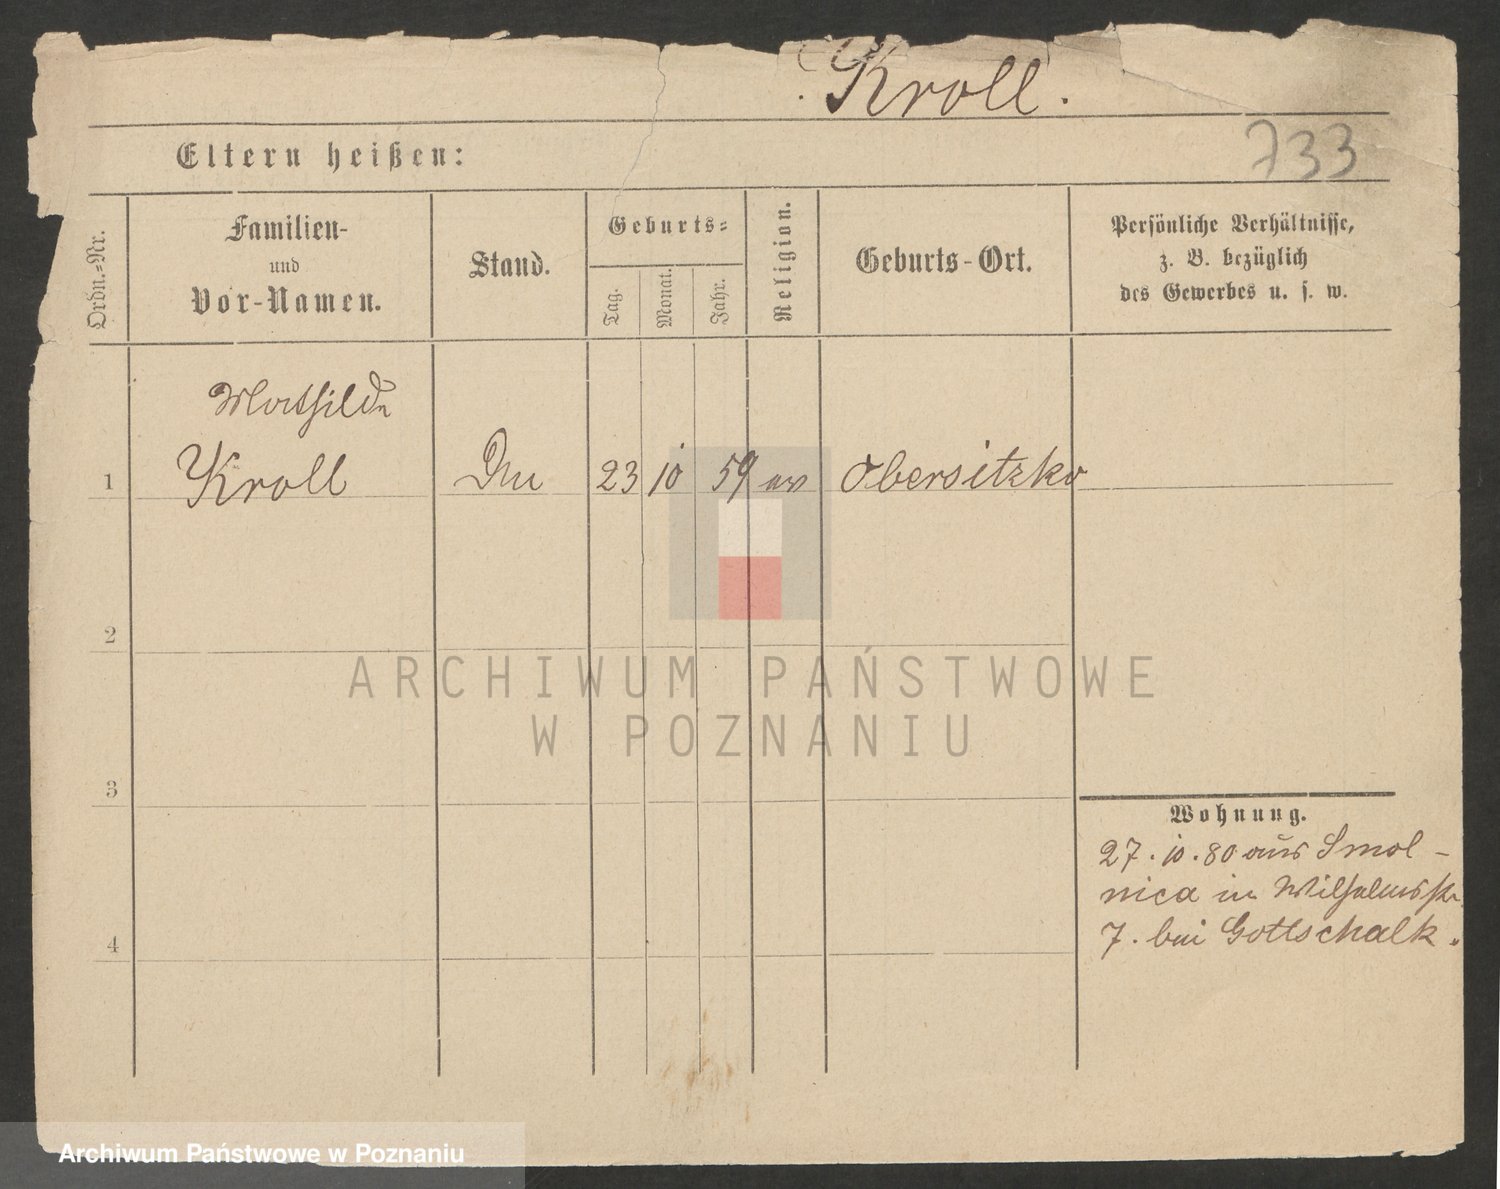 Kroll.
733
Eltern heißen:
Ordn.=Nr.
Familien-
und
Vor-Namen.
Stand.
Geburts=
Tag.
Monat.
Jahr.
Religion.
Geburts-Ort.
Persönliche Verhältnisse,
z. B. bezüglich
des Gewerbes u. s. w.
Mathilde
1 Kroll 23 10 59 ev Obersitzko
2
3
4
Wohnung.
27. 10. 80 aus Smol-
nica in Wilhelmsstr.
7. bei Gottschalk.
ARCHIWUM PAŃSTWOWE
W POZNANIU
Archiwum Państwowe w Poznaniu